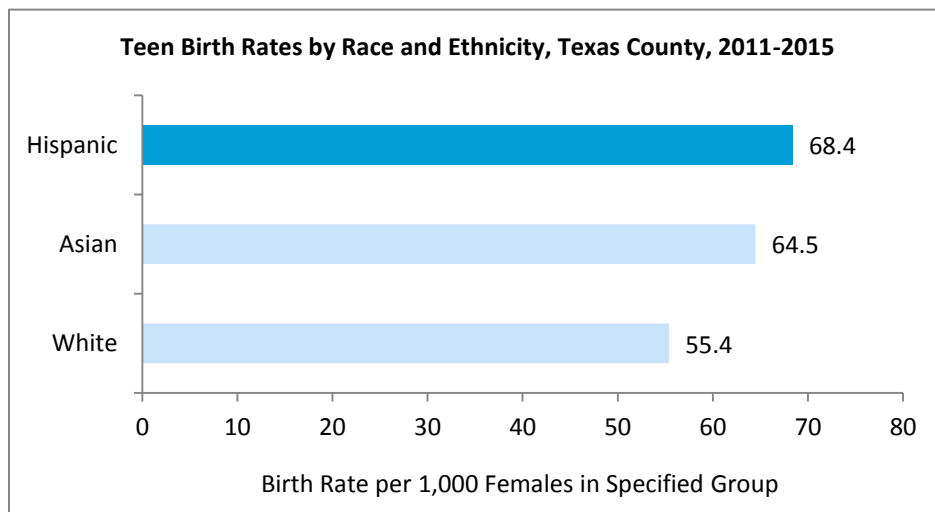 Teen Birth Rates by Race and Ethnicity, Texas County, 2011-2015
Hispanic
68.4
Asian
64.5
White
55.4
0 10 20 30 40 50 60 70 80
Birth Rate per 1,000 Females in Specified Group